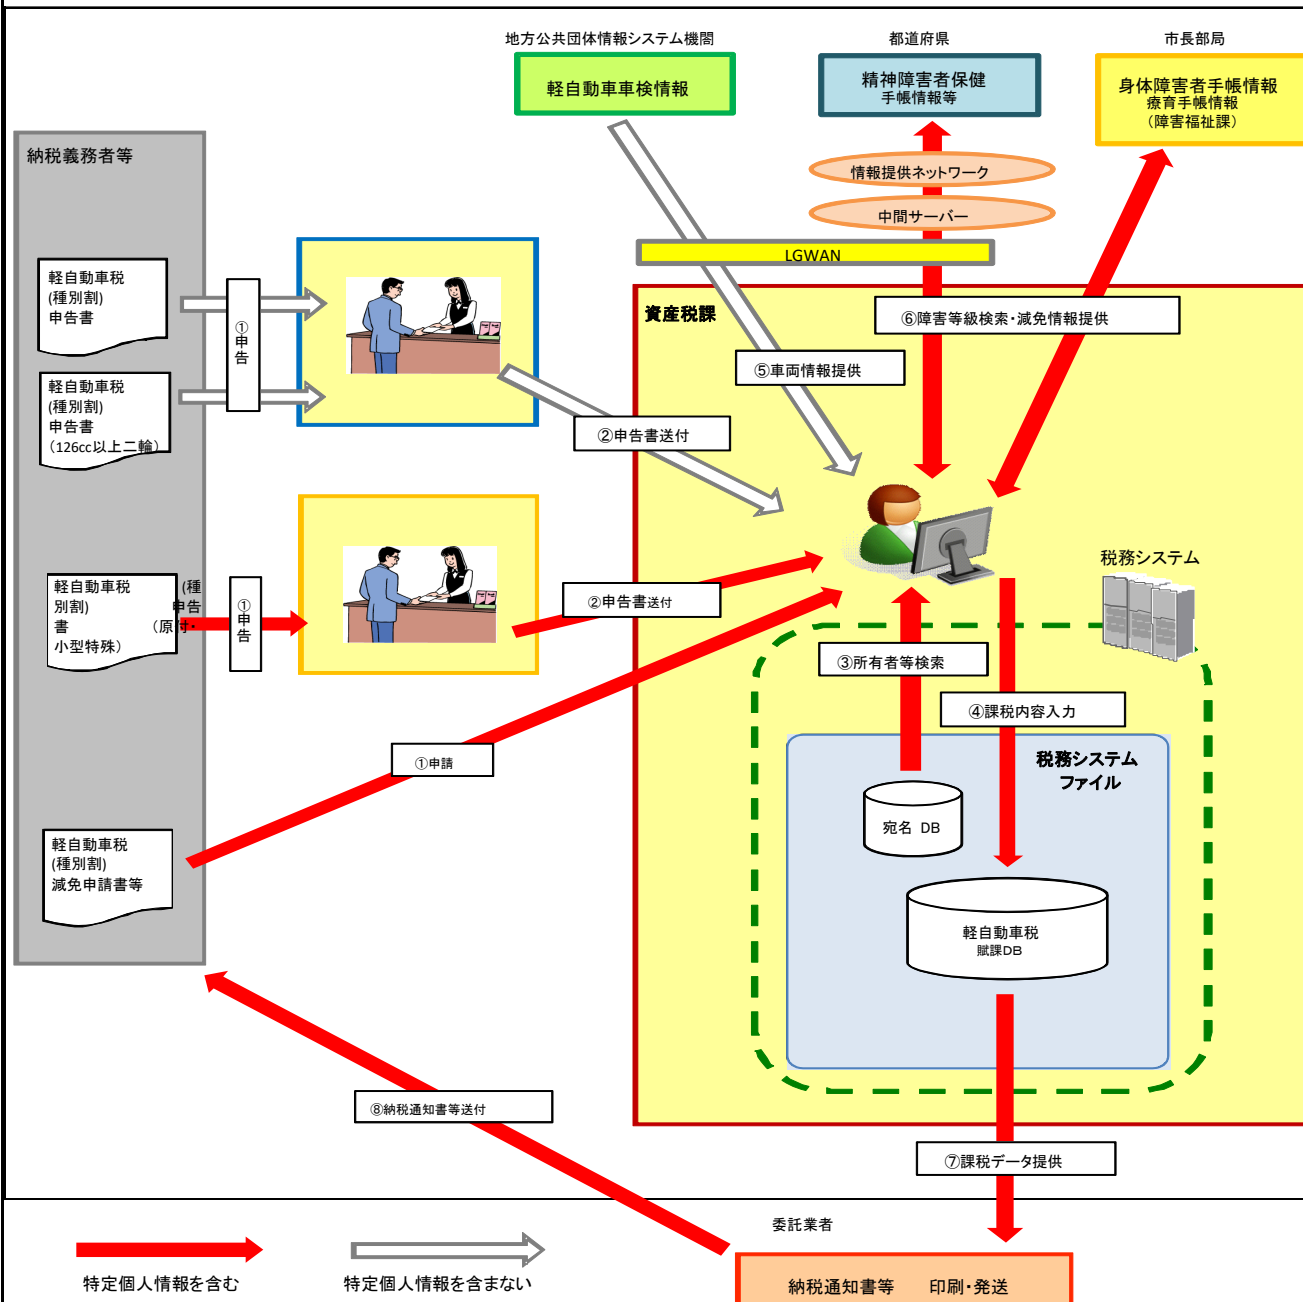 地方公共団体情報システム機関
都道府県
市長部局
軽自動車車検情報
精神障害者保健
手帳情報等
身体障害者手帳情報
療育手帳情報
（障害福祉課）
納税義務者等
情報提供ネットワーク
中間サーバー
LGWAN
軽自動車税
(種別割)
申告書
①申告
資産税課
⑥障害等級検索・減免情報提供
⑤車両情報提供
軽自動車税
(種別割)
申告書
（126cc以上二輪）
②申告書送付
税務システム
軽自動車税 (種
別割) 申告
書 （原付・
小型特殊）
①申告
②申告書送付
③所有者等検索
④課税内容入力
①申請
税務システム
ファイル
宛名 DB
軽自動車税
(種別割)
減免申請書等
軽自動車税
賦課DB
⑧納税通知書等送付
⑦課税データ提供
委託業者
特定個人情報を含む
特定個人情報を含まない
納税通知書等 印刷・発送